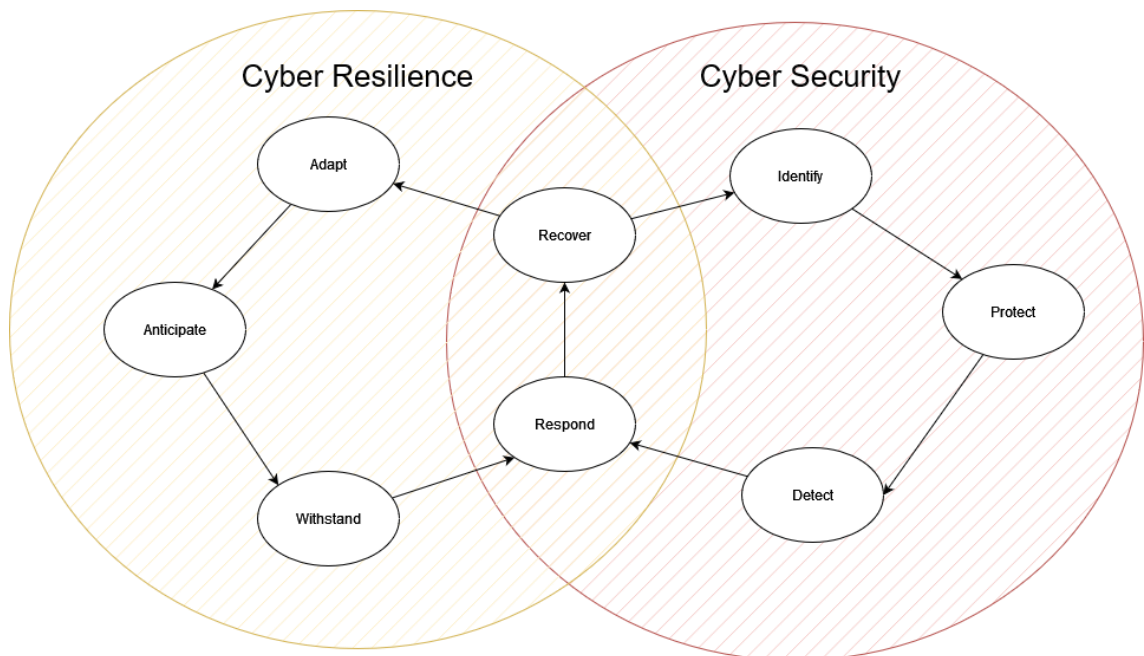 Cyber Resilience
Cyber Security
Adapt
Identify
Recover
Anticipate
Protect
Respond
Withstand
Detect